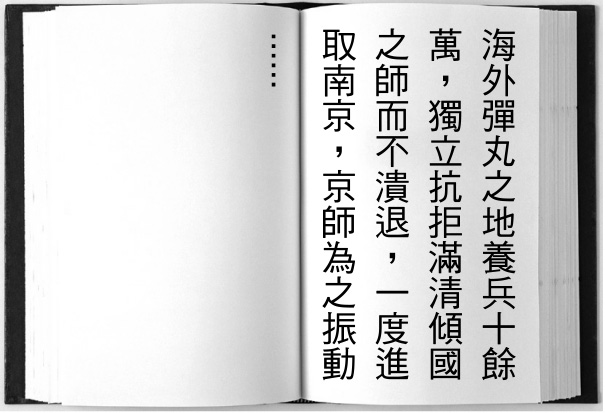 海外彈丸之地養兵十餘
萬，獨立抗拒滿清傾國
之師而不潰退，一度進
取南京，京師為之振動
……